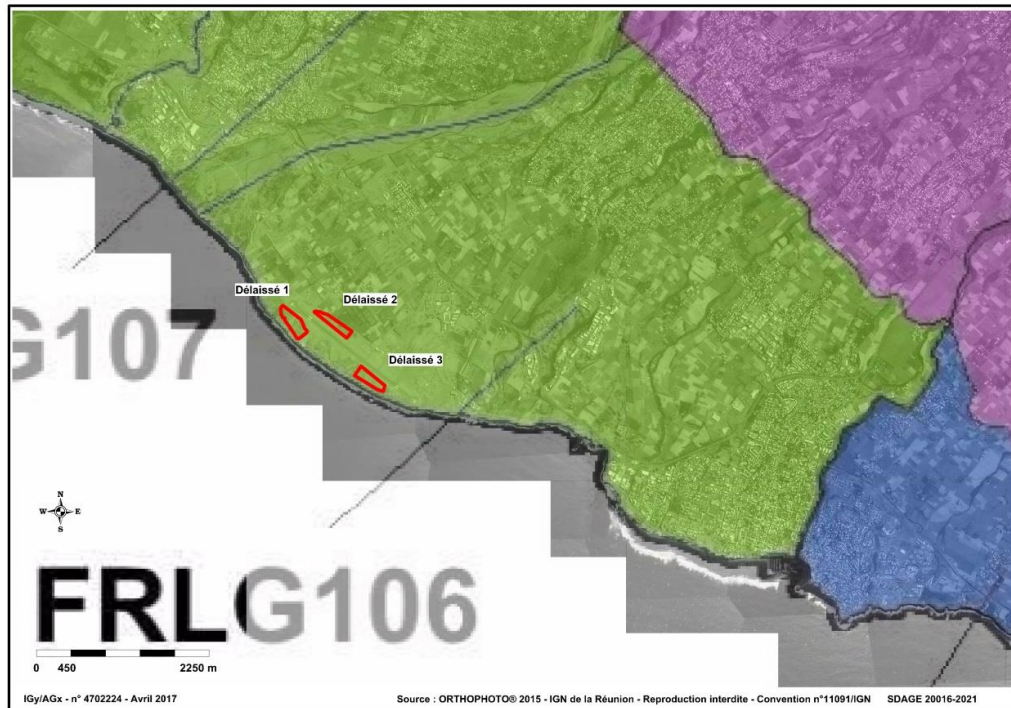 Délaissé 1
Délaissé 2
Délaissé 3
G107
N
W E
S
FRLG106
0 450 2250 m
IGy/AGx - n° 4702224 - Avril 2017 Source : ORTHOPHOTO® 2015 - IGN de la Réunion - Reproduction interdite - Convention n°11091/IGN SDAGE 20016-2021